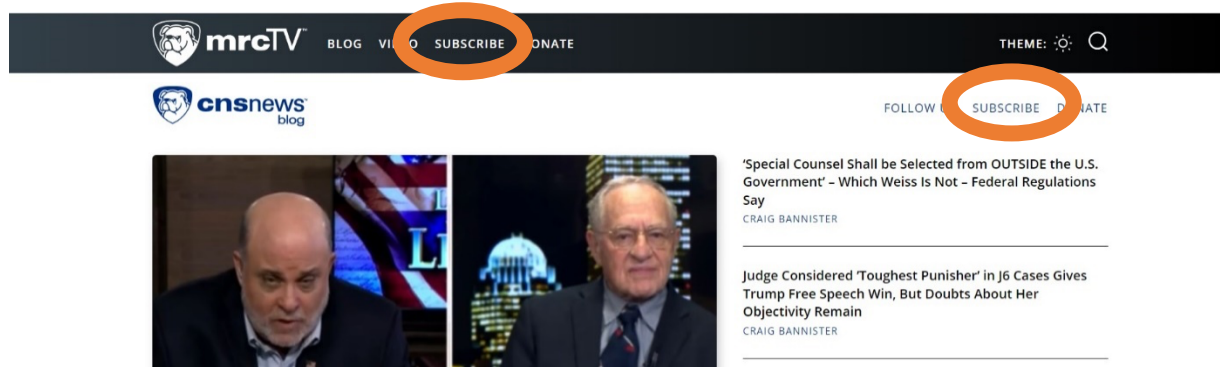 mrcTV BLOG SUBSCRIBE THEME:
cnsnews
blog
FOLLOW SUBSCRIBE
'Special Counsel Shall be Selected from OUTSIDE the U.S.
Government' – Which Weiss Is Not – Federal Regulations
Say
CRAIG BANNISTER
Judge Considered 'Toughest Punisher' in J6 Cases Gives
Trump Free Speech Win, But Doubts About Her
Objectivity Remain
CRAIG BANNISTER